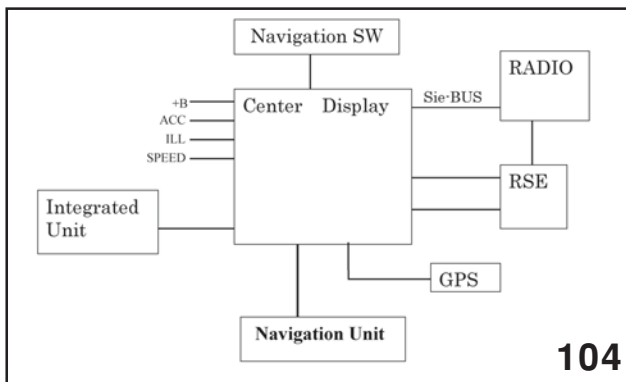 Navigation SW
RADIO
Sie-BUS
Center Display
+B
ACC
ILL
SPEED
RSE
Integrated
Unit
GPS
Navigation Unit
104